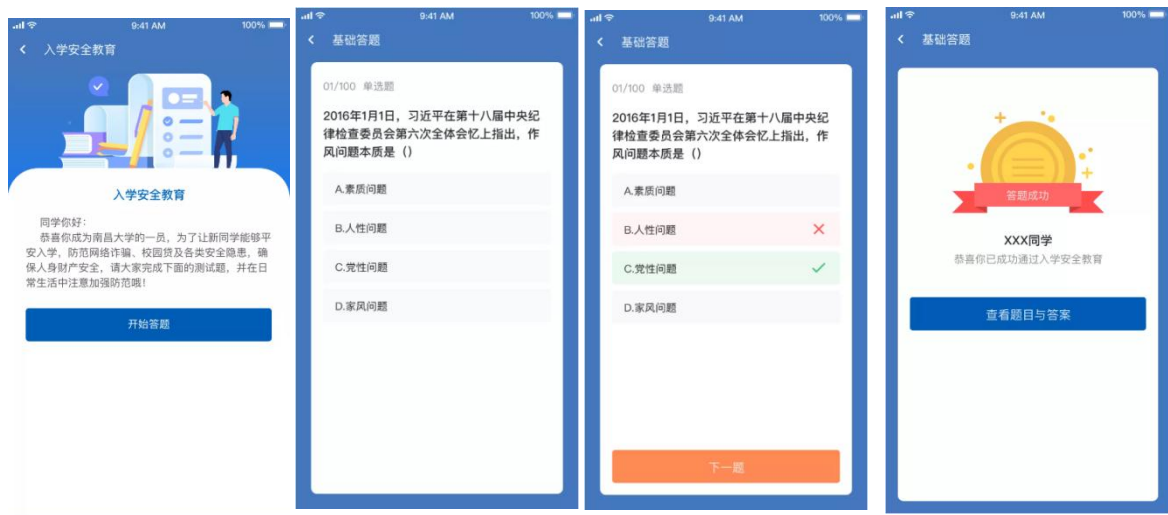 9:41 AM
100%
入学安全教育
入学安全教育
同学你好：
恭喜你成为南昌大学的一员，为了让新同学能够平
安入学，防范网络诈骗、校园贷及各类安全隐患，确
保人身财产安全，请大家完成下面的测试题，并在日
常生活中注意加强防范哦！
开始答题
9:41 AM
100%
基础答题
01/100 单选题
2016年1月1日，习近平在第十八届中央纪
律检查委员会第六次全体会忆上指出，作
风问题本质是（）
A.素质问题
B.人性问题
C.党性问题
D.家风问题
9:41 AM
100%
基础答题
01/100 单选题
2016年1月1日，习近平在第十八届中央纪
律检查委员会第六次全体会忆上指出，作
风问题本质是（）
A.素质问题
B.人性问题
C.党性问题
D.家风问题
下一题
9:41 AM
100%
基础答题
答题成功
XXX同学
恭喜你已成功通过入学安全教育
查看题目与答案